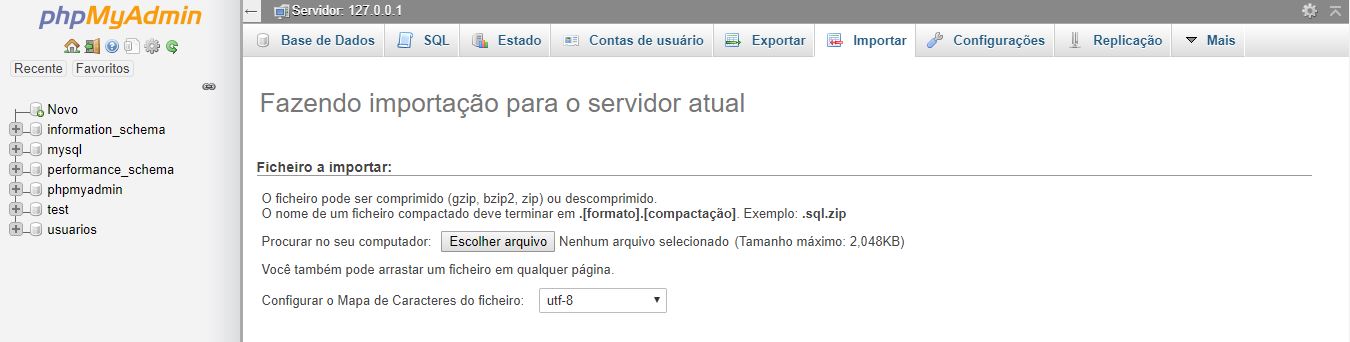 phpMyAdmin
Recente Favoritos
Novo
information_schema
mysql
performance_schema
phpmyadmin
test
usuarios
Servidor: 127.0.0.1
Base de Dados SQL Estado Contas de usuário Exportar Importar Configurações Replicação Mais
Fazendo importação para o servidor atual
Ficheiro a importar:
O ficheiro pode ser comprimido (gzip, bzip2, zip) ou descomprimido.
O nome de um ficheiro compactado deve terminar em .[formato].[compactação]. Exemplo: .sql.zip
Procurar no seu computador: Escolher arquivo Nenhum arquivo selecionado (Tamanho máximo: 2,048KB)
Você também pode arrastar um ficheiro em qualquer página.
Configurar o Mapa de Caracteres do ficheiro: utf-8